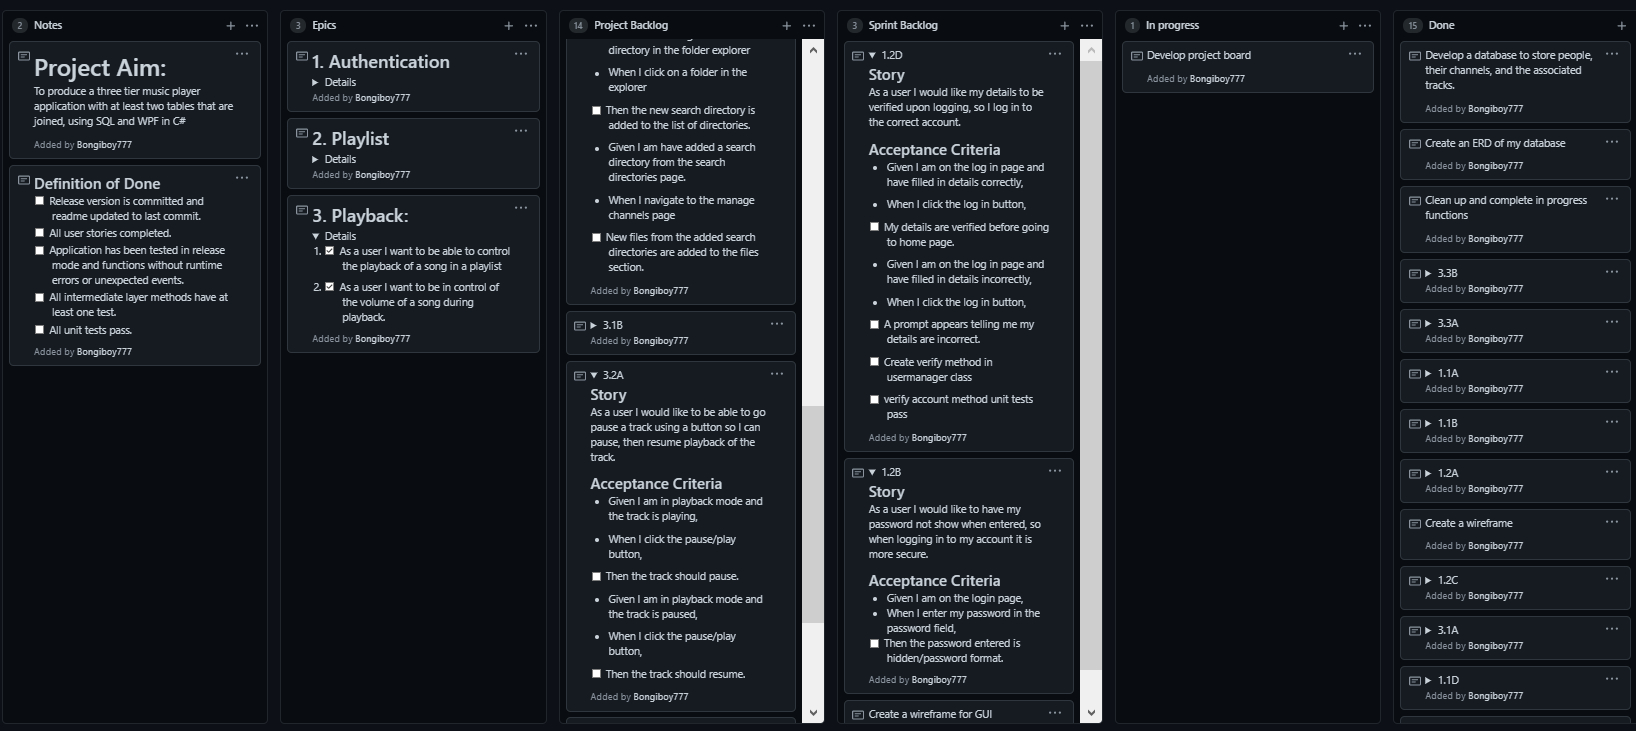 2 Notes
Project Aim:
To produce a three tier music player
application with at least two tables that are
joined, using SQL and WPF in C#
Added by Bongiboy777
Definition of Done
Release version is committed and
readme updated to last commit.
All user stories completed.
Application has been tested in release
mode and functions without runtime
errors or unexpected events.
All intermediate layer methods have at
least one test.
All unit tests pass.
Added by Bongiboy777
3 Epics
1. Authentication
Details
Added by Bongiboy777
2. Playlist
Details
Added by Bongiboy777
3. Playback:
Details
1. As a user I want to be able to control
the playback of a song in a playlist
2. As a user I want to be in control of
the volume of a song during
playback.
Added by Bongiboy777
14 Project Backlog
directory in the folder explorer
When I click on a folder in the
explorer
Then the new search directory is
added to the list of directories.
Given I am have added a search
directory from the search
directories page.
When I navigate to the manage
channels page
New files from the added search
directories are added to the files
section.
Added by Bongiboy777
3.1B
Added by Bongiboy777
3.2A
Story
As a user I would like to be able to go
pause a track using a button so I can
pause, then resume playback of the
track.
Acceptance Criteria
Given I am in playback mode and
the track is playing,
When I click the pause/play
button,
Then the track should pause.
Given I am in playback mode and
the track is paused,
When I click the pause/play
button,
Then the track should resume.
Added by Bongiboy777
3 Sprint Backlog
1.2D
Story
As a user I would like my details to be
verified upon logging, so I log in to
the correct account.
Acceptance Criteria
Given I am on the log in page and
have filled in details correctly,
When I click the log in button,
My details are verified before going
to home page.
Given I am on the log in page and
have filled in details incorrectly,
When I click the log in button,
A prompt appears telling me my
details are incorrect.
Create verify method in
usermanager class
verify account method unit tests
pass
Added by Bongiboy777
1.2B
Story
As a user I would like to have my
password not show when entered, so
when logging in to my account it is
more secure.
Acceptance Criteria
Given I am on the login page,
When I enter my password in the
password field,
Then the password entered is
hidden/password format.
Added by Bongiboy777
Create a wireframe for GUI
1 In progress
Develop project board
Added by Bongiboy777
15 Done
Develop a database to store people,
their channels, and the associated
tracks.
Added by Bongiboy777
Create an ERD of my database
Added by Bongiboy777
Clean up and complete in progress
functions
Added by Bongiboy777
3.3B
Added by Bongiboy777
3.3A
Added by Bongiboy777
1.1A
Added by Bongiboy777
1.1B
Added by Bongiboy777
1.2A
Added by Bongiboy777
Create a wireframe
Added by Bongiboy777
1.2C
Added by Bongiboy777
3.1A
Added by Bongiboy777
1.1D
Added by Bongiboy777